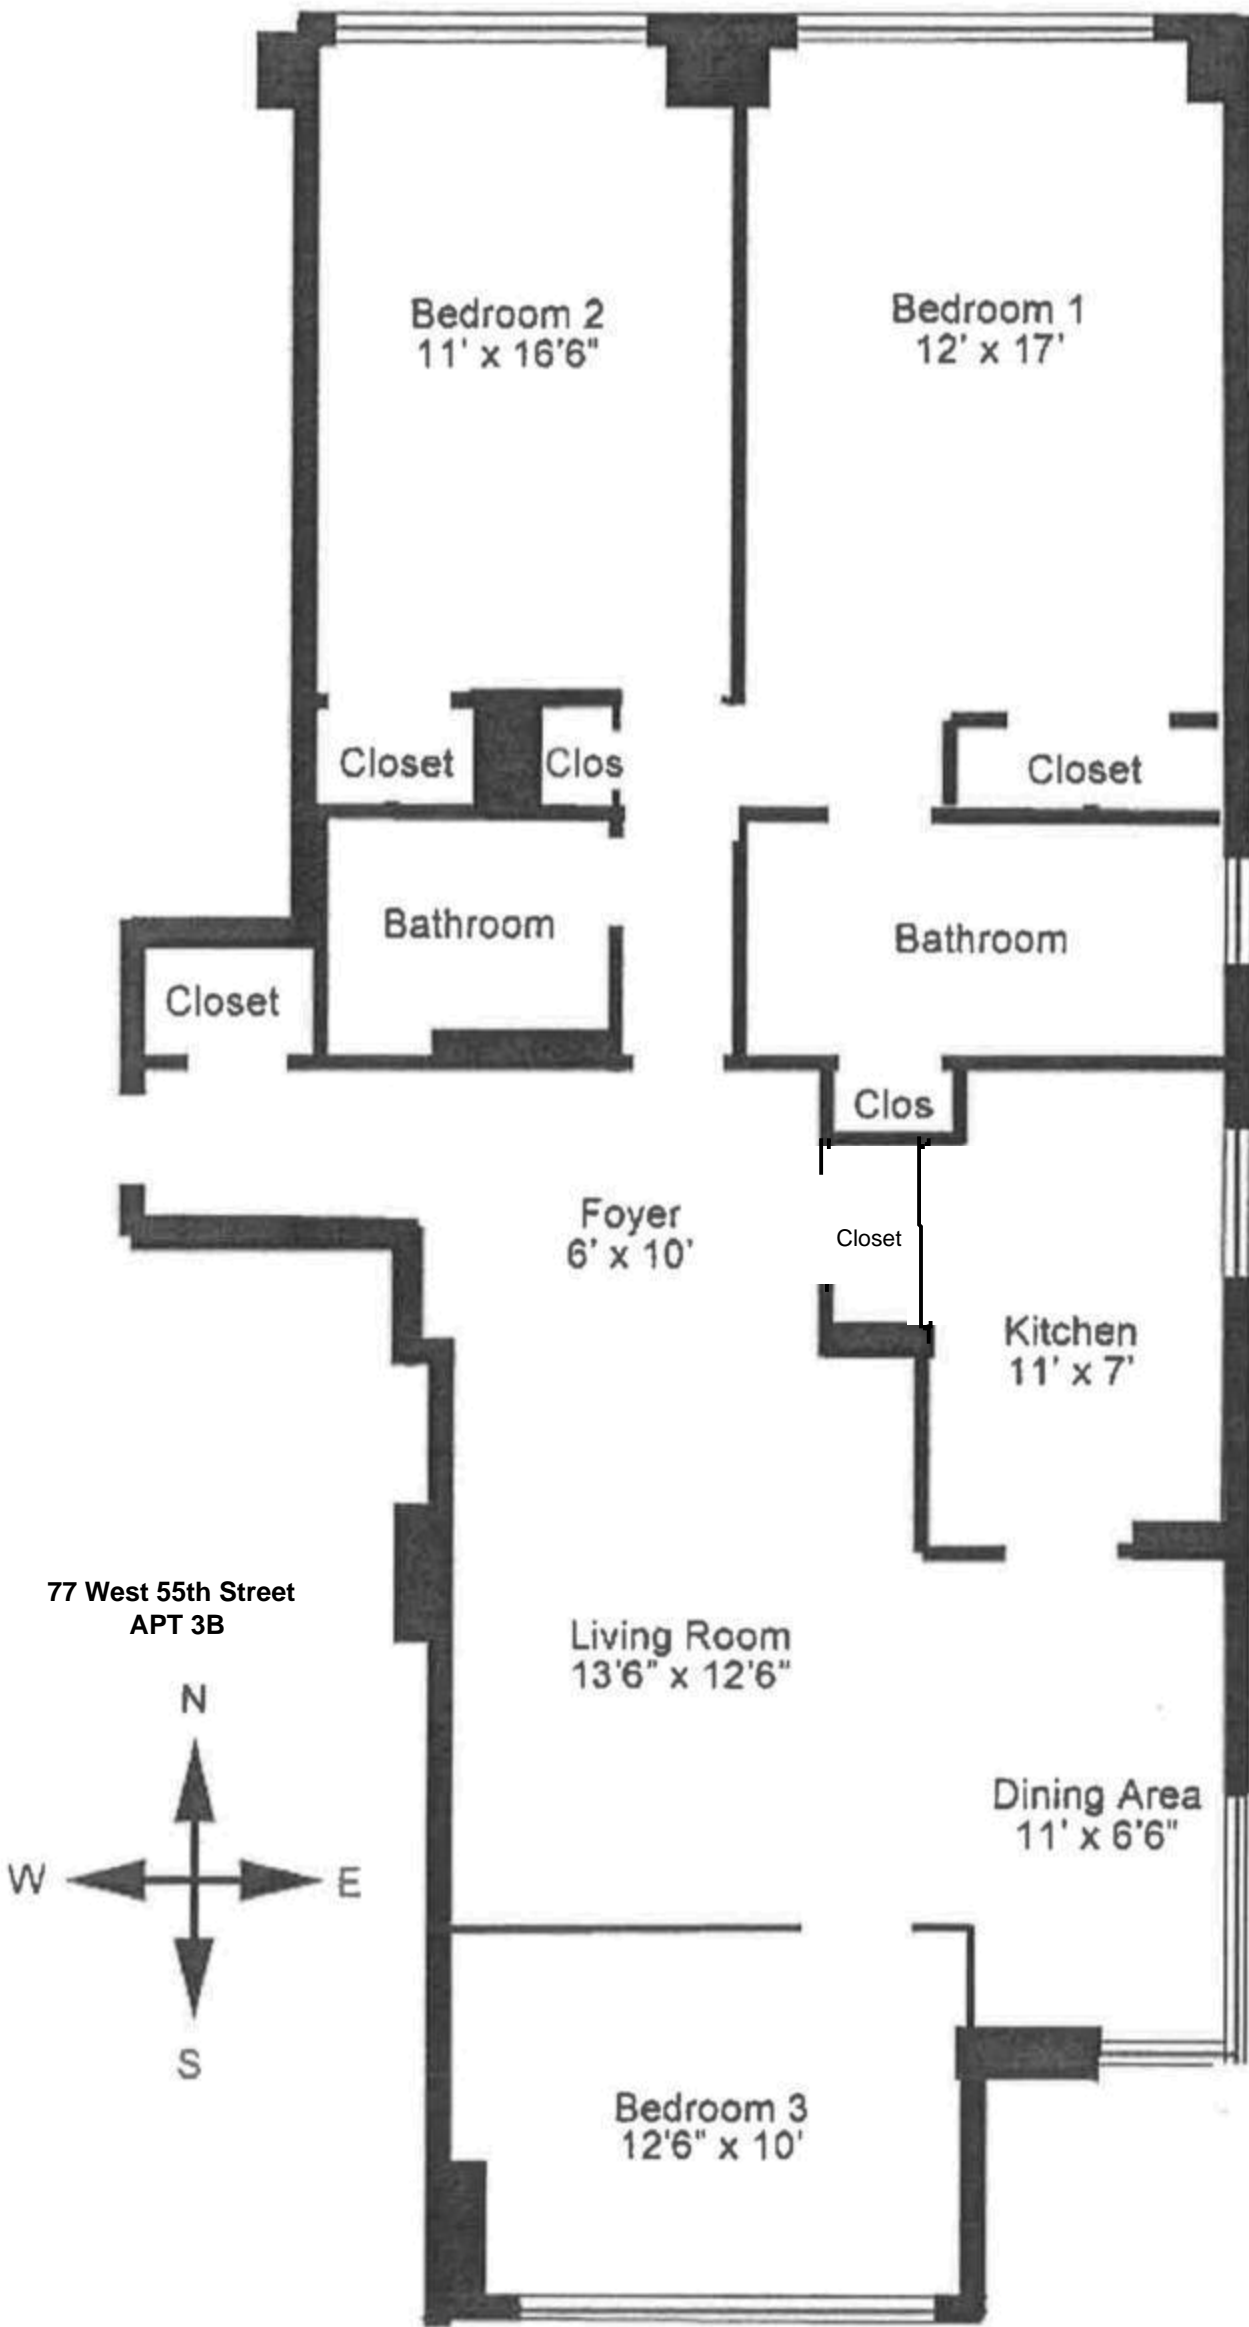 Bedroom 2
11' x 16'6"
Bedroom 1
12' x 17'
Closet
Clos
Closet
Bathroom
Bathroom
Closet
Clos
Foyer
6' x 10'
Closet
Kitchen
11' x 7'
77 West 55th Street
APT 3B
Living Room
13'6" x 12'6"
N
Dining Area
11' x 6'6"
W
E
S
Bedroom 3
12'6" x 10'